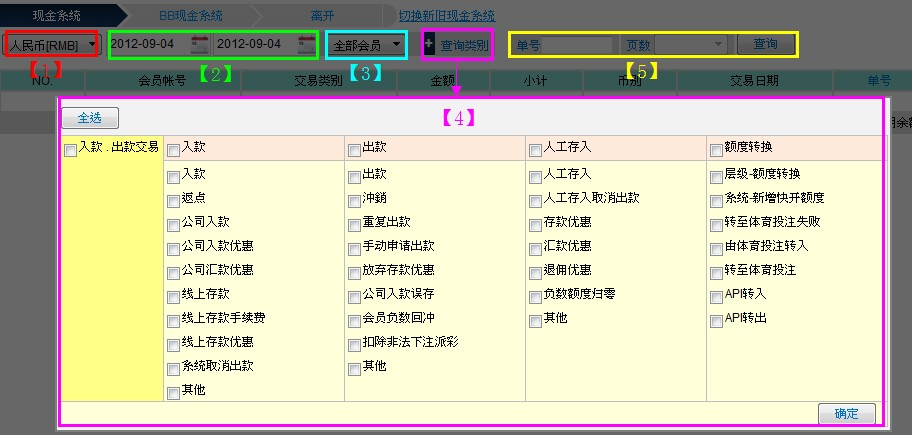 现金系统 BB现金系统 离开 切换新旧现金系统
人民币[RMB] 2012-09-04 2012-09-04 全部会员 + 查询类别 单号 页数 查询
【1】 【2】 【3】 【5】
NO. 会员帐号 交易类别 金额 小计 币别 交易日期 单号
全选 【4】
入款 . 出款交易 入款 出款 人工存入 额度转换
入款 出款 人工存入 层级-额度转换
返点 沖銷 人工存入取消出款 系统-新增快开额度
公司入款 重复出款 存款优惠 转至体育投注失败
公司入款优惠 手动申请出款 汇款优惠 由体育投注转入
公司汇款优惠 放弃存款优惠 退佣优惠 转至体育投注
线上存款 公司入款误存 负数额度归零 API转入
线上存款手续费 会员负数回冲 其他 API转出
线上存款优惠 扣除非法下注派彩
系统取消出款 其他
其他
确定